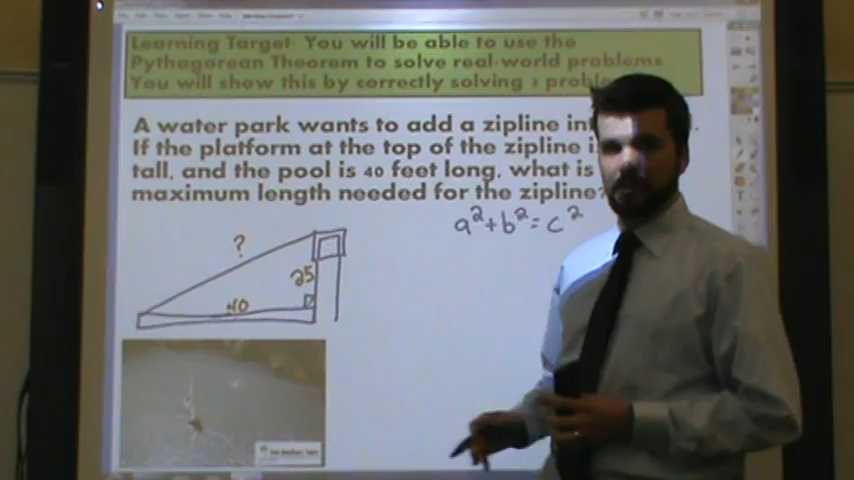 Learning Target: You will be able to use the
Pythagorean Theorem to solve real-world problems.
You will show this by correctly solving 3
A water park wants to add a zipline
If the platform at the top of the zipline
tall, and the pool is 40 feet long, what is
maximum length needed for the zipline?
a²+b²=c²
?
25
40